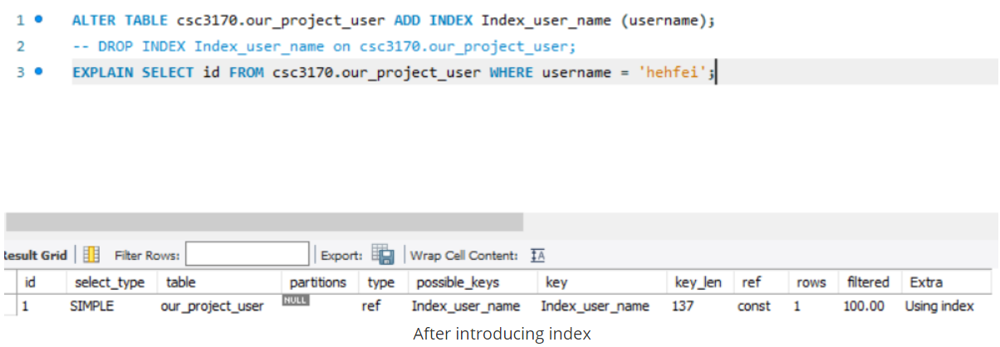 1 ALTER TABLE csc3170.our_project_user ADD INDEX Index_user_name (username);
2 -- DROP INDEX Index_user_name on csc3170.our_project_user;
3 EXPLAIN SELECT id FROM csc3170.our_project_user WHERE username = 'hehfei';
Result Grid Filter Rows: Export: Wrap Cell Content: IA
id select_type table partitions type possible_keys key key_len ref rows filtered Extra
1 SIMPLE our_project_user NULL ref Index_user_name Index_user_name 137 const 1 100.00 Using index
After introducing index